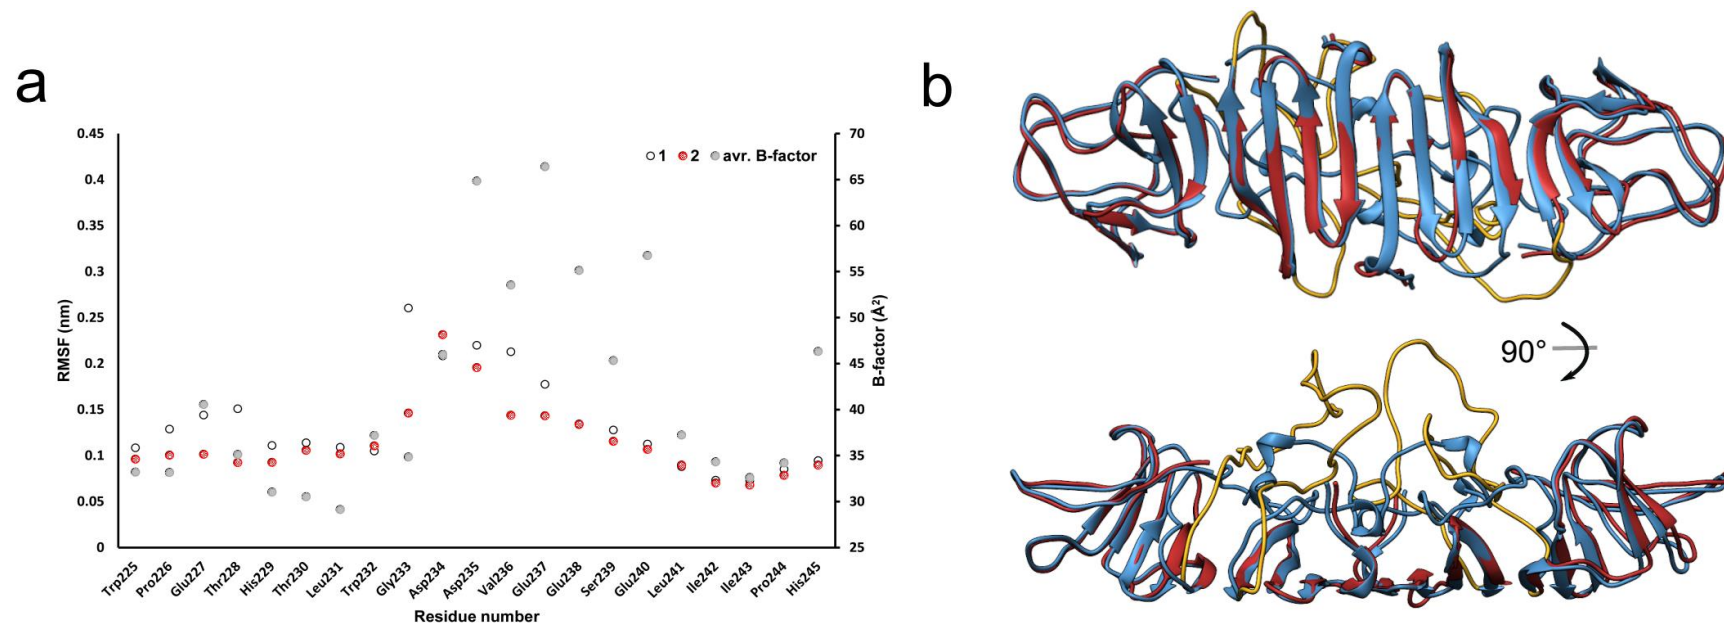 a
b
0.45
0.4
0.35
0.3
0.25
0.2
0.15
0.1
0.05
0
RMSF (nm)
1 2 avr. B-factor
70
65
60
55
50
45
40
35
30
25
B-factor (Å²)
Trp225
Pro226
Glu227
Thr228
His229
Thr230
Leu231
Trp232
Gly233
Asp234
Asp235
Val236
Glu237
Glu238
Ser239
Glu240
Leu241
Ile242
Ile243
Pro244
His245
Residue number
90°